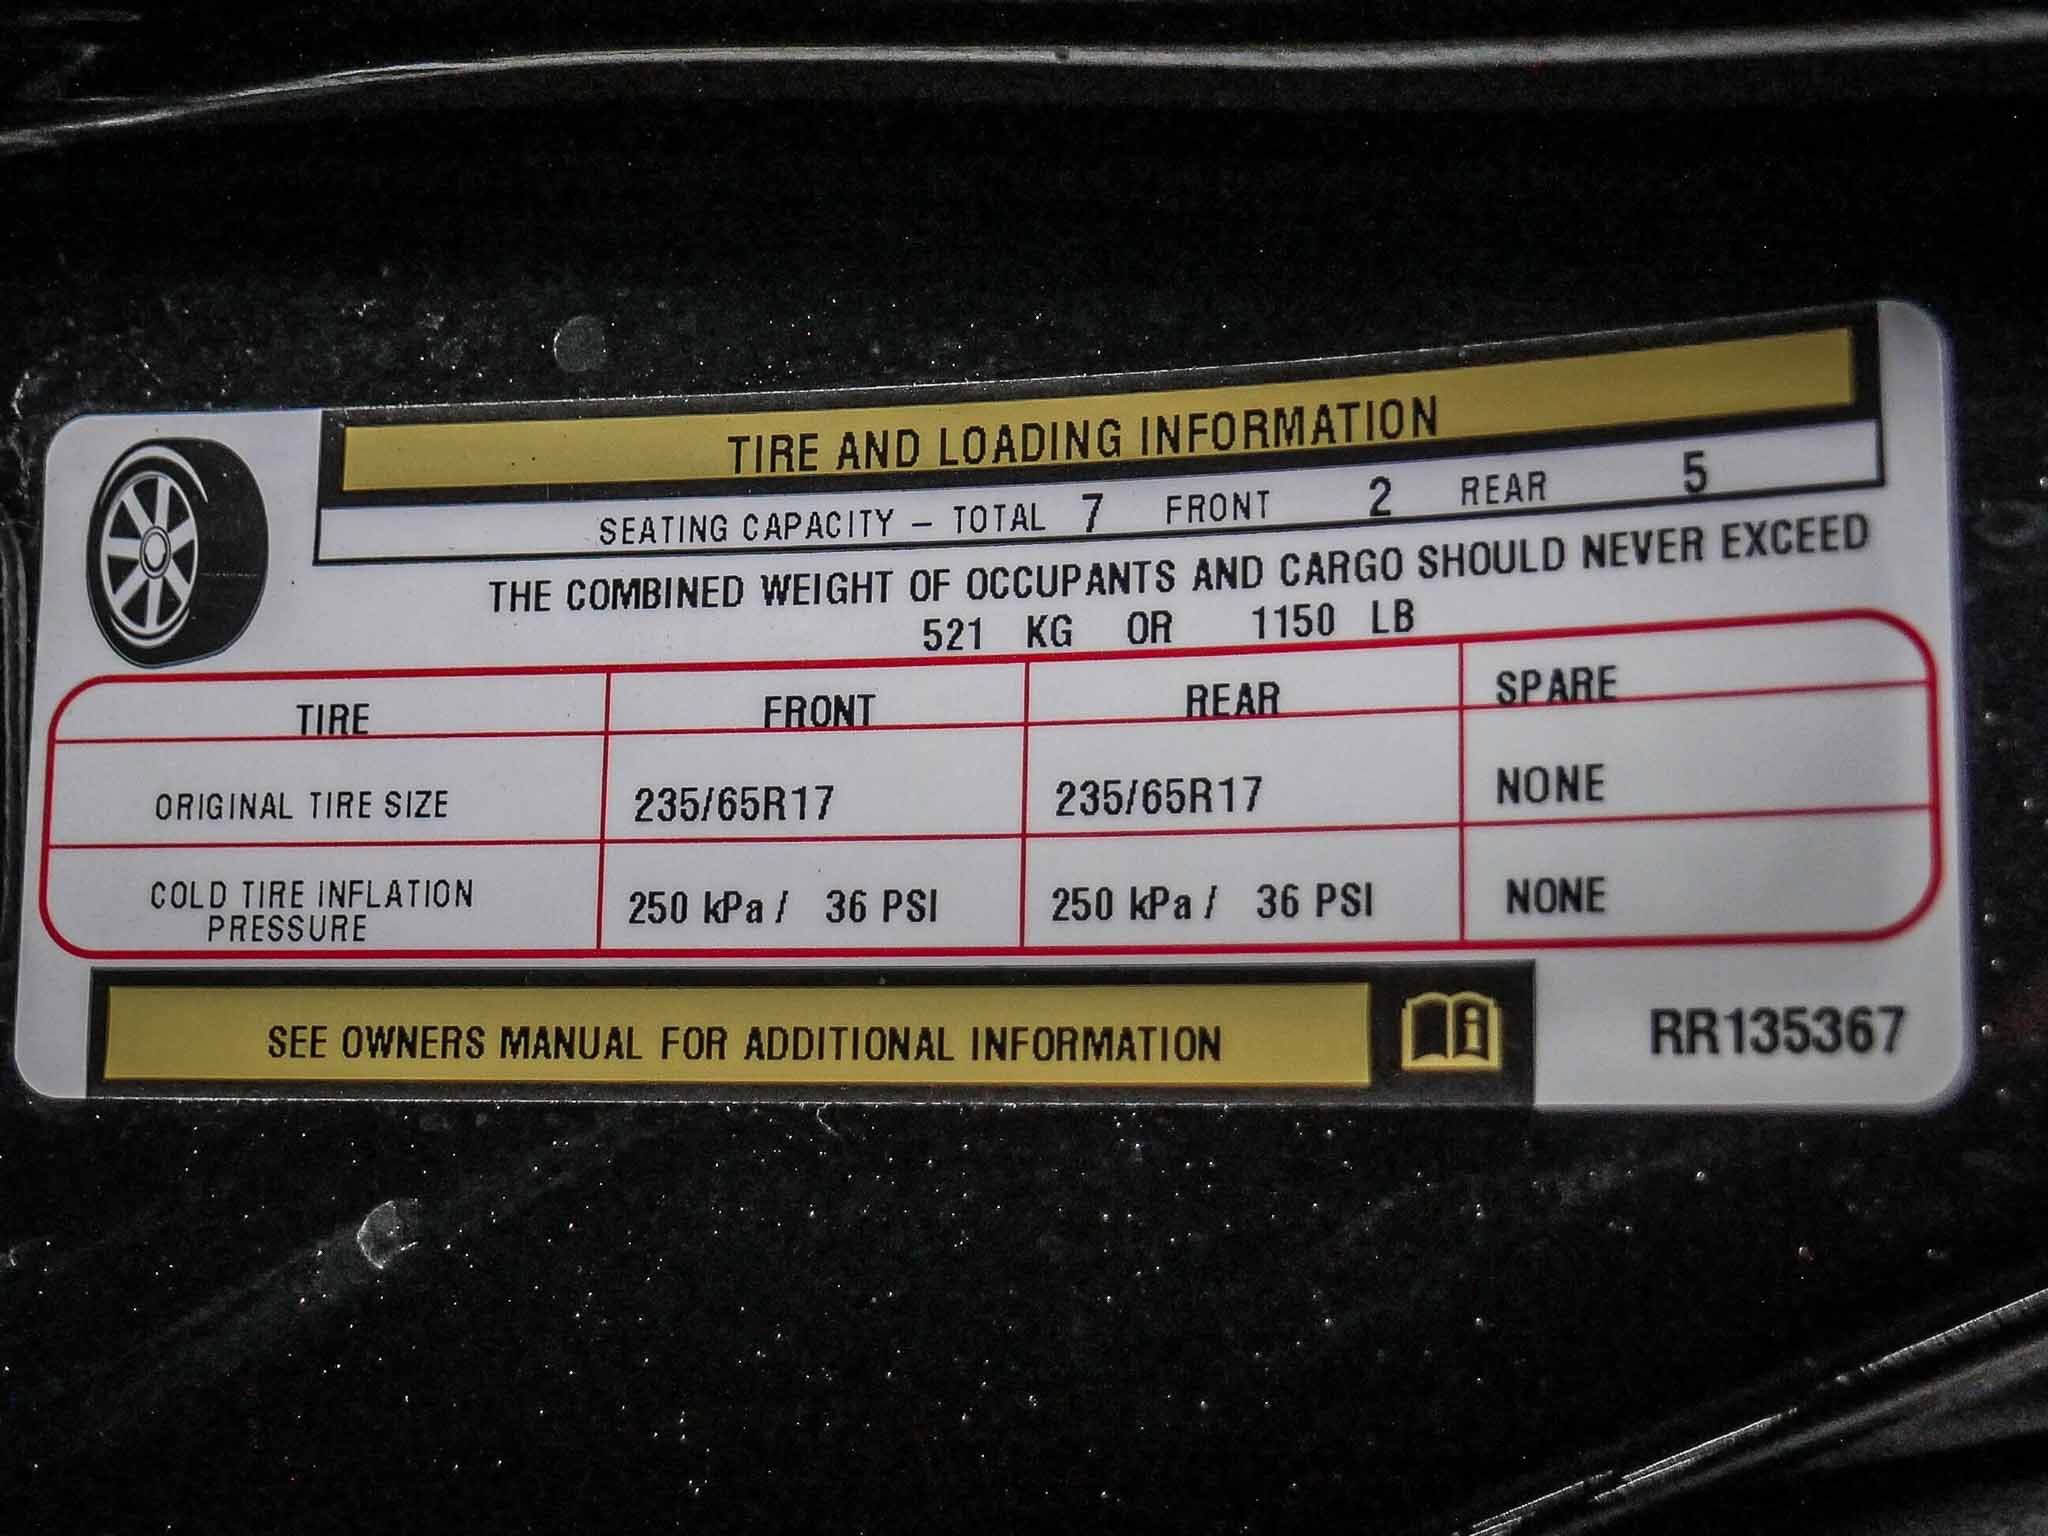 TIRE AND LOADING INFORMATION
SEATING CAPACITY – TOTAL 7 FRONT 2 REAR 5
THE COMBINED WEIGHT OF OCCUPANTS AND CARGO SHOULD NEVER EXCEED
521 KG OR 1150 LB
TIRE FRONT REAR SPARE
ORIGINAL TIRE SIZE 235/65R17 235/65R17 NONE
COLD TIRE INFLATION
PRESSURE 250 kPa / 36 PSI 250 kPa / 36 PSI NONE
SEE OWNERS MANUAL FOR ADDITIONAL INFORMATION
RR135367